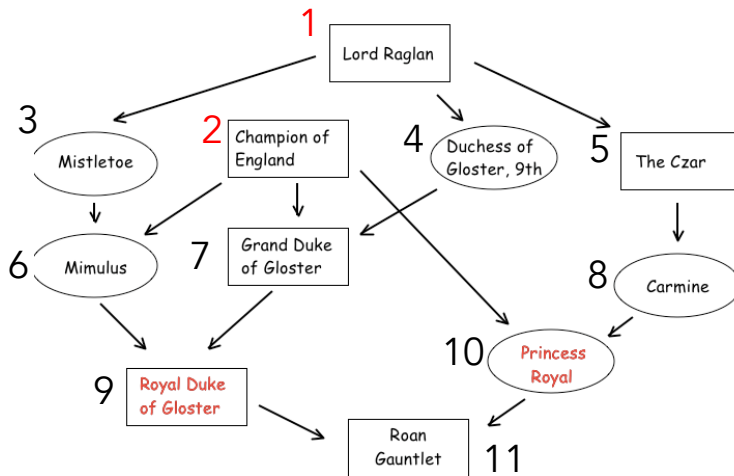 1
Lord Raglan
3
Mistletoe
2
Champion of
England
4
Duchess of
Gloster, 9th
5
The Czar
6
Mimulus
7
Grand Duke
of Gloster
8
Carmine
9
Royal Duke
of Gloster
10
Princess
Royal
Roan
Gauntlet
11